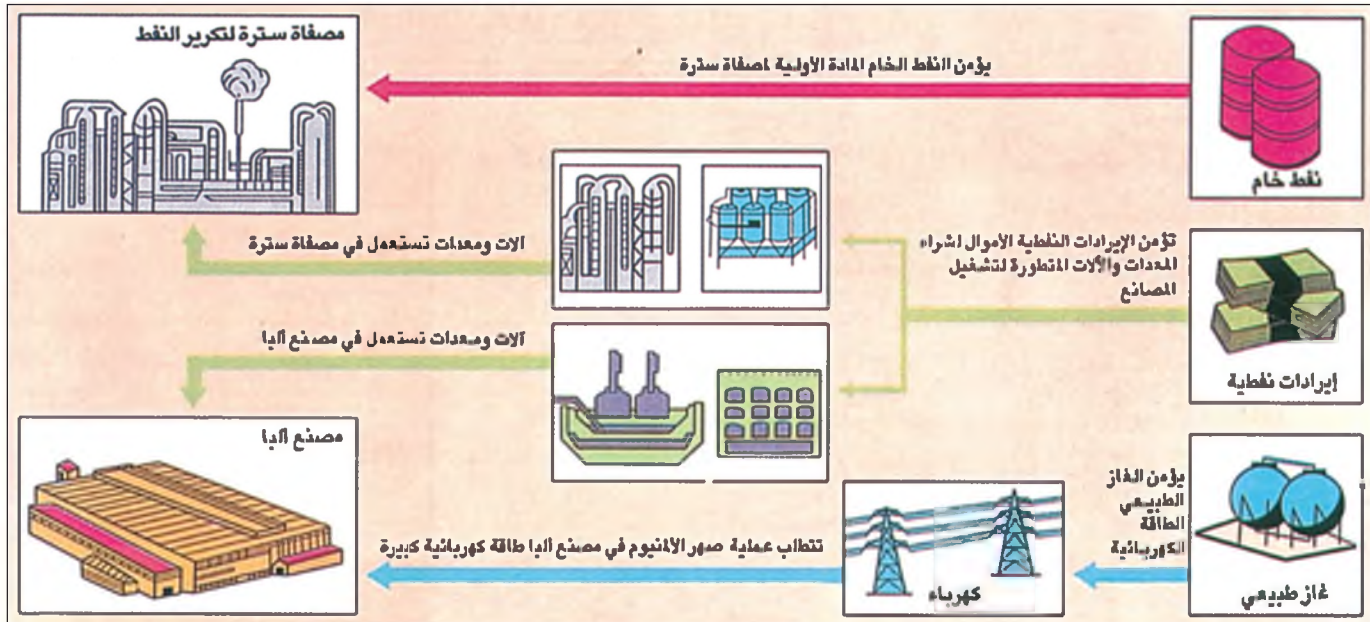 مصفاة سترة لتكرير النفط
يؤمن النفط الخام المادة الأولية لمصفاة سترة
نفط خام
آلات ومعدات تستعمل في مصفاة سترة
تؤمن الإيرادات النفطية الأموال لشراء
المعدات والآلات المتطورة لتشغيل
المصانع
إيرادات نفطية
آلات ومعدات تستعمل في مصنع ألبا
مصنع ألبا
تتطلب عملية صهر الألمنيوم في مصنع ألبا طاقة كهربائية كبيرة
كهرباء
يؤمن الغاز
الطبيعي
الطاقة
الكهربائية
غاز طبيعي